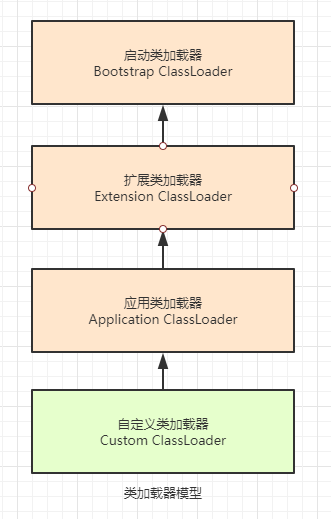 启动类加载器
Bootstrap ClassLoader
扩展类加载器
Extension ClassLoader
应用类加载器
Application ClassLoader
自定义类加载器
Custom ClassLoader
类加载器模型